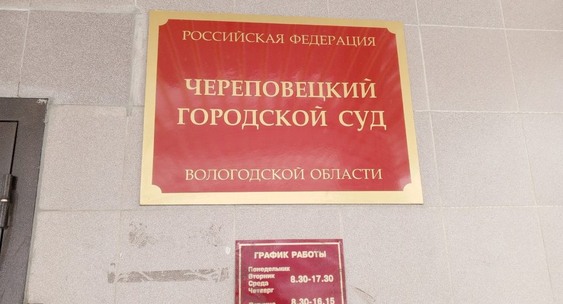 РОССИЙСКАЯ ФЕДЕРАЦИЯ
ЧЕРЕПОВЕЦКИЙ
ГОРОДСКОЙ СУД
ВОЛОГОДСКОЙ ОБЛАСТИ
ГРАФИК РАБОТЫ
Понедельник
Вторник
Среда 8.30-17.30
Четверг
8.30-16.15